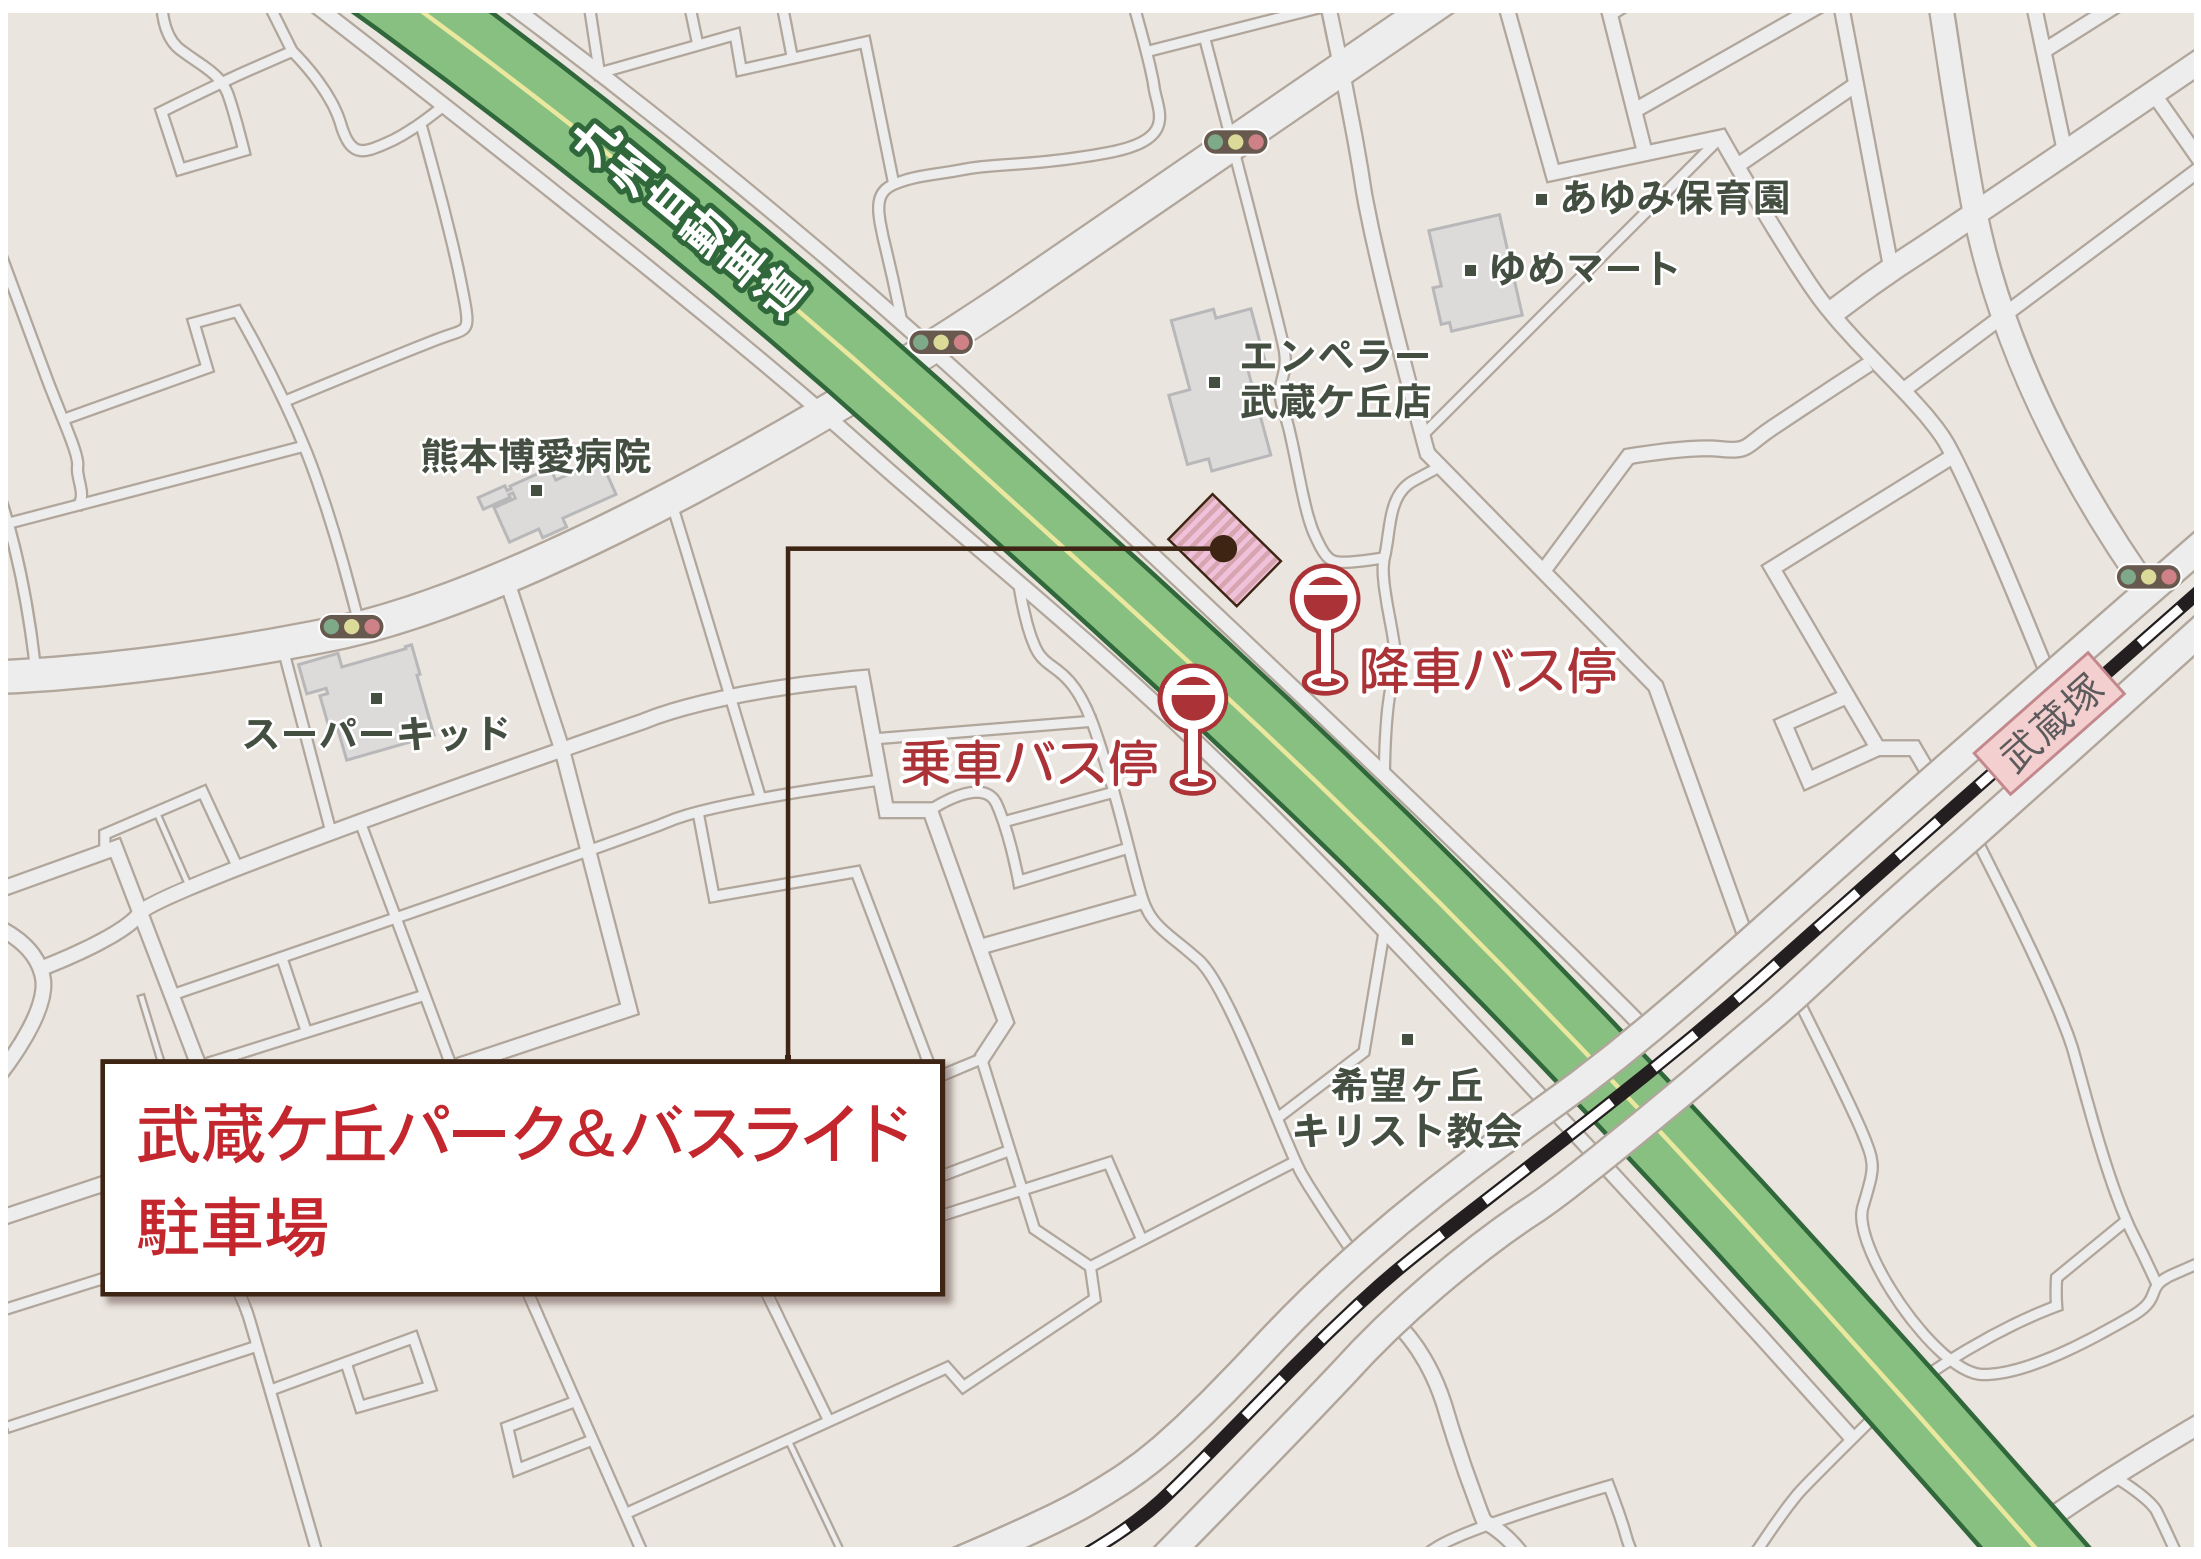 九州自動車道
あゆみ保育園
ゆめマート
エンペラー
武蔵ケ丘店
熊本博愛病院
降車バス停
スーパーキッド
乗車バス停
武蔵塚
希望ヶ丘
キリスト教会
武蔵ケ丘パーク&バスライド
駐車場